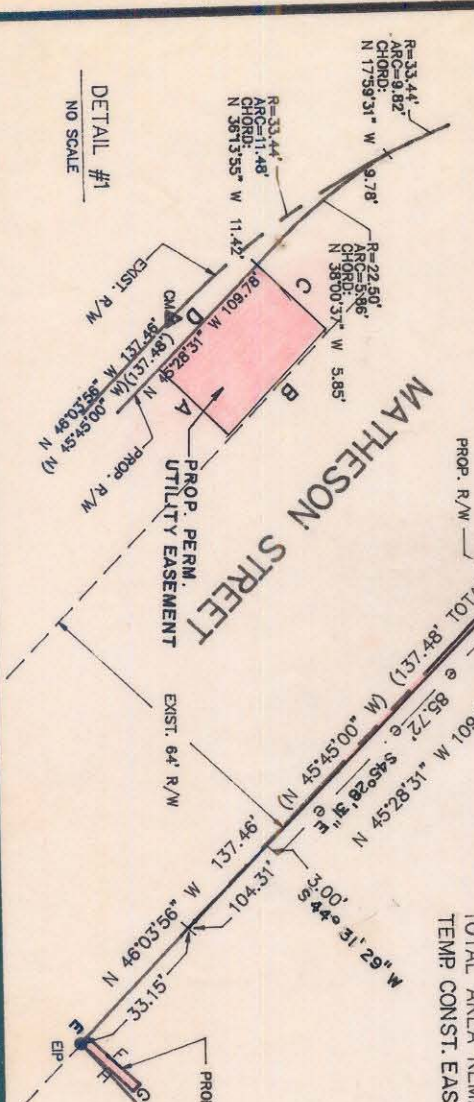 R=33.44'
ARC=9.82'
CHORD:
N 17°59'31" W 9.78'
R=33.44'
ARC=11.48'
CHORD:
N 36°13'55" W 11.42'
R=22.50'
ARC=5.86'
CHORD:
N 38°00'37" W 5.85'
DETAIL #1
NO SCALE
C
B
D
A
EXIST. R/W
N 45°28'31" W 109.78'
N 46°03'56" W 137.46'
(N 45°45'00" W)(137.48')
PROP. R/W
PROP. PERM.
UTILITY EASEMENT
MATHESON STREET
PROP. R/W
EXIST. 64' R/W
(N 45°45'00" W) (137.48')
e
85.72'
e
S45°28'31"E
e
N 45°28'31" W
3.00'
S 44° 31' 29" W
N 46°03'56" W 137.46'
104.31'
33.15'
E
EIP
F
H
G
TEMP. CONST. EAS